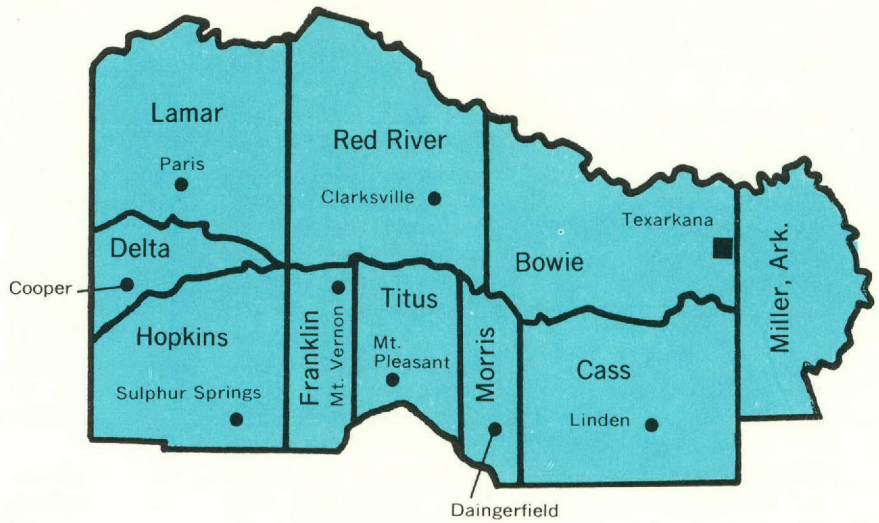 Lamar
Paris
Red River
Clarksville
Texarkana
Bowie
Miller, Ark.
Delta
Cooper
Hopkins
Sulphur Springs
Franklin
Mt. Vernon
Titus
Mt.
Pleasant
Morris
Daingerfield
Cass
Linden